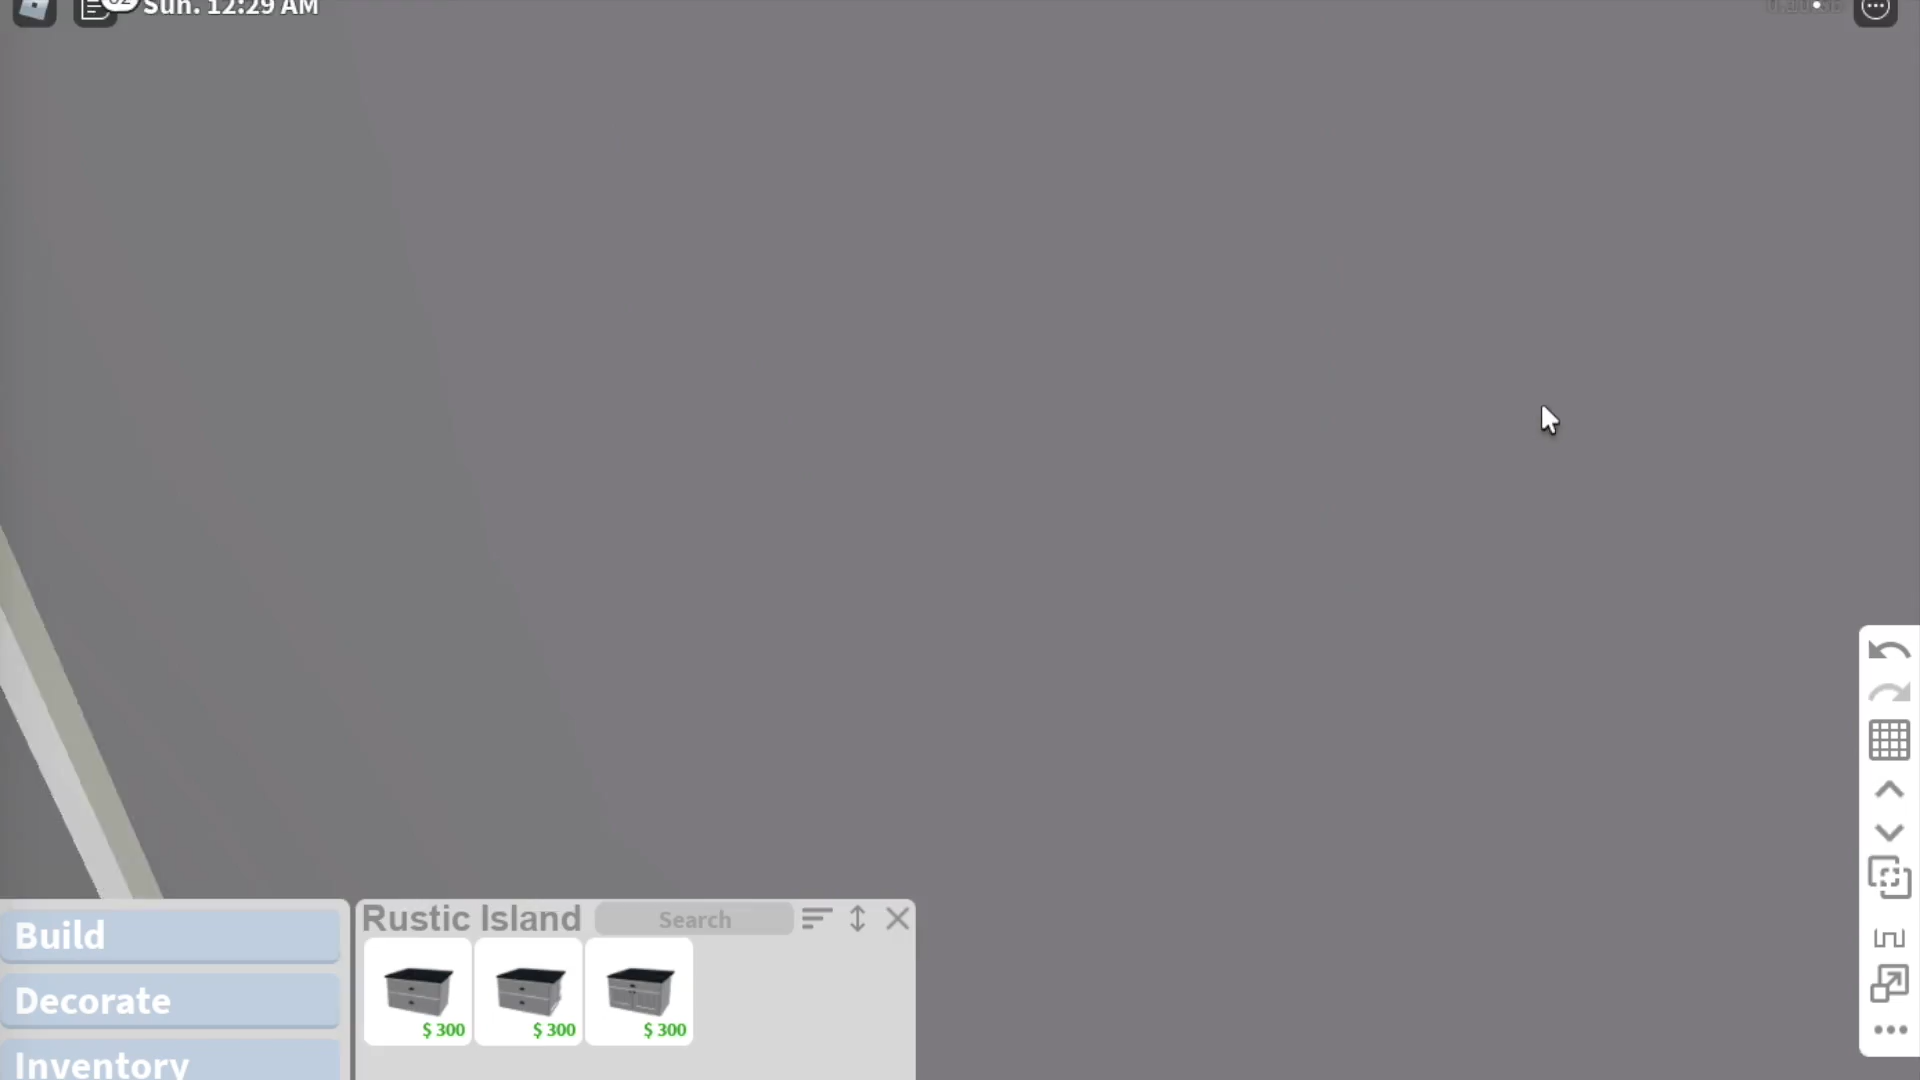 Sun. 12:29 AM
Build
Decorate
Inventory
Rustic Island
Search
$ 300
$ 300
$ 300